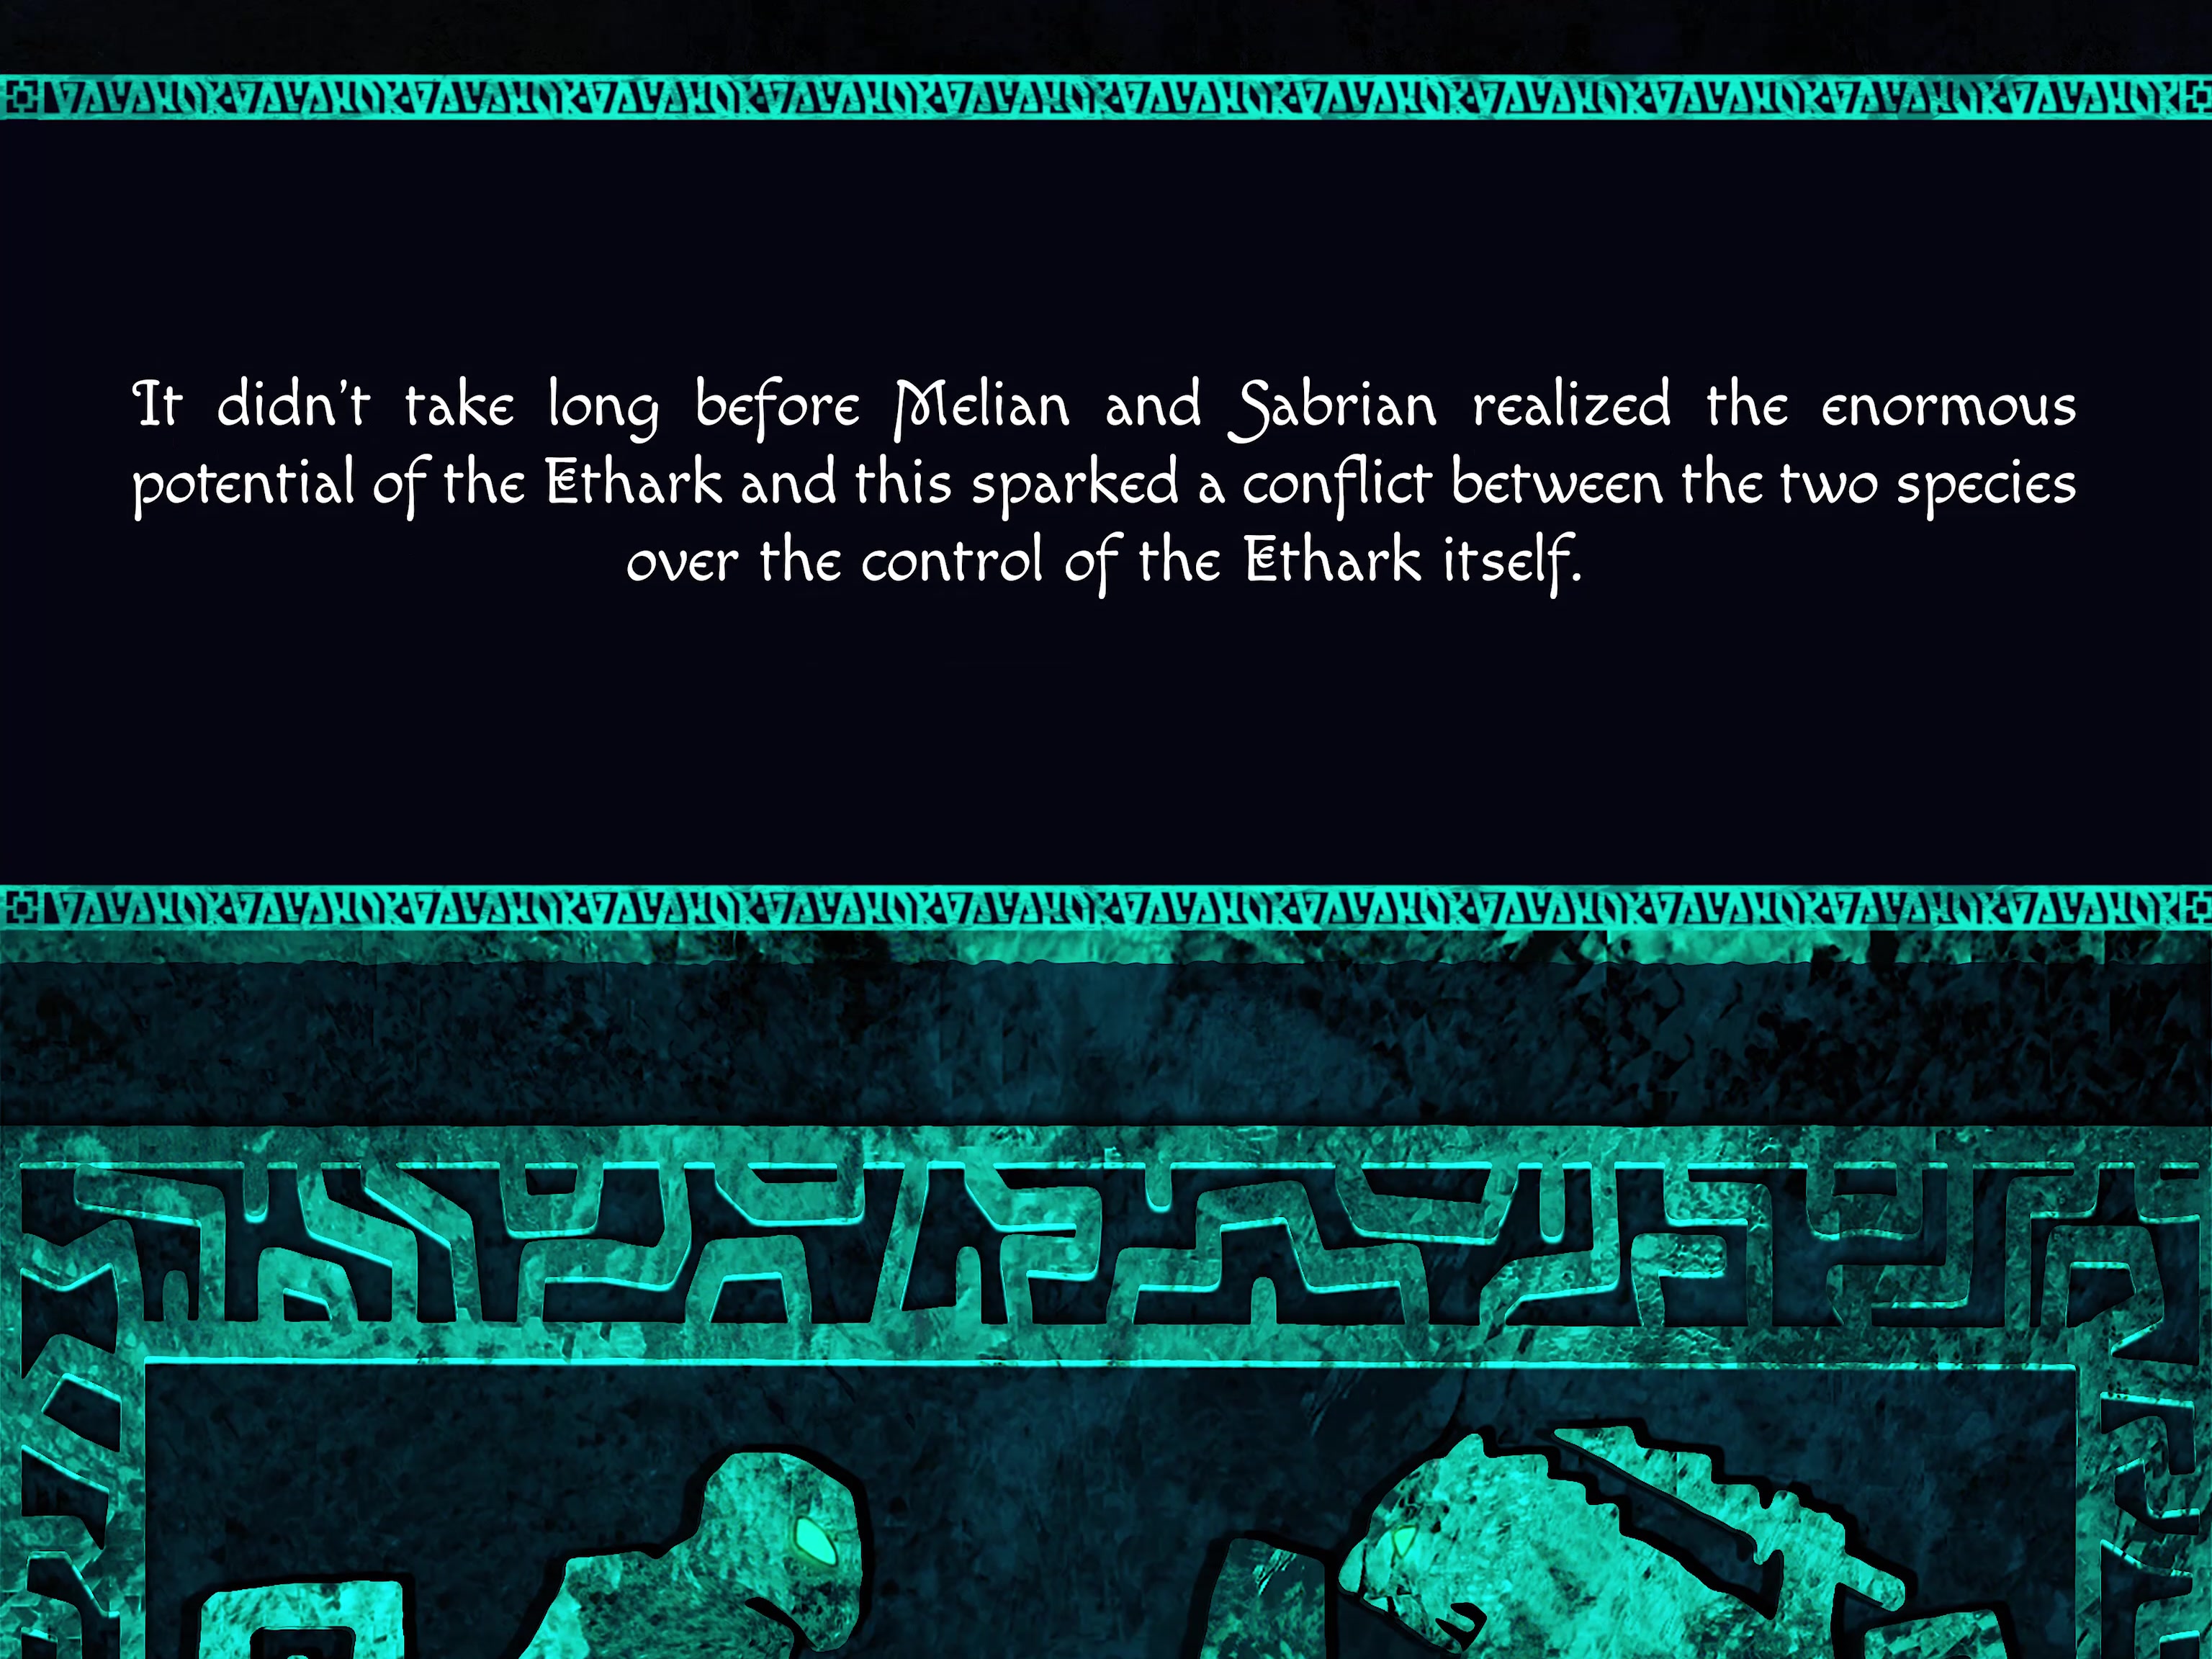 It didn't take long before Melian and Sabrian realized the enormous
potential of the Ethark and this sparked a conflict between the two species
over the control of the Ethark itself.